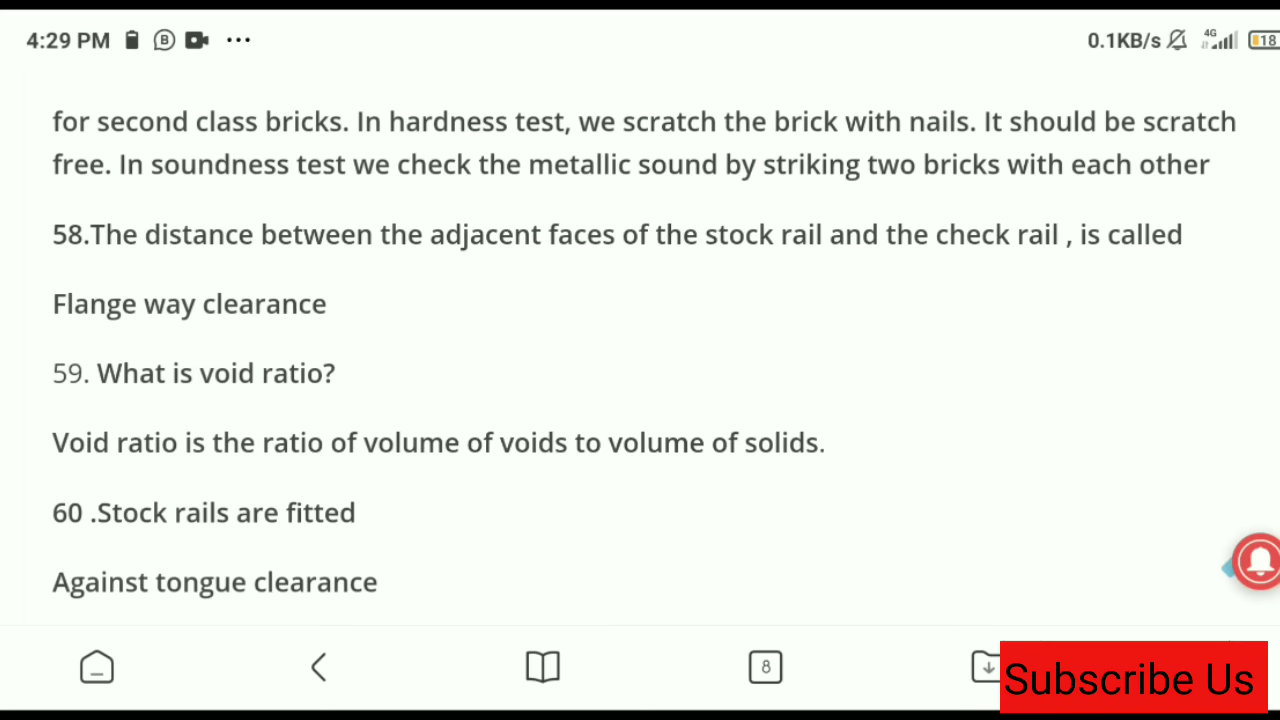 4:29 PM B ...
0.1KB/s 4G 18
for second class bricks. In hardness test, we scratch the brick with nails. It should be scratch
free. In soundness test we check the metallic sound by striking two bricks with each other
58.The distance between the adjacent faces of the stock rail and the check rail , is called
Flange way clearance
59. What is void ratio?
Void ratio is the ratio of volume of voids to volume of solids.
60 .Stock rails are fitted
Against tongue clearance
8
Subscribe Us